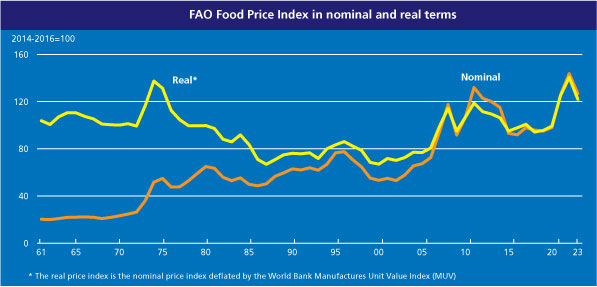 FAO Food Price Index in nominal and real terms
2014-2016=100
160
Real*
Nominal
120
80
40
0
61 65 70 75 80 85 90 95 00 05 10 15 20 23
* The real price index is the nominal price index deflated by the World Bank Manufactures Unit Value Index (MUV)